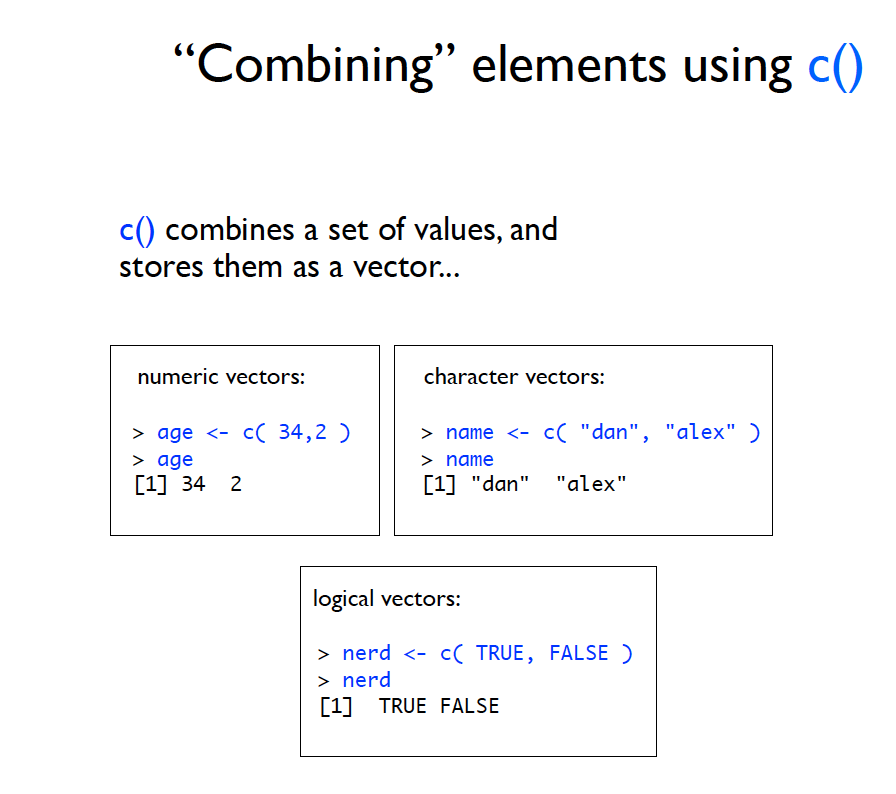 “Combining” elements using c()
c() combines a set of values, and
stores them as a vector...
numeric vectors:
> age <- c( 34,2 )
> age
[1] 34  2
character vectors:
> name <- c( "dan", "alex" )
> name
[1] "dan"  "alex"
logical vectors:
> nerd <- c( TRUE, FALSE )
> nerd
[1]  TRUE FALSE